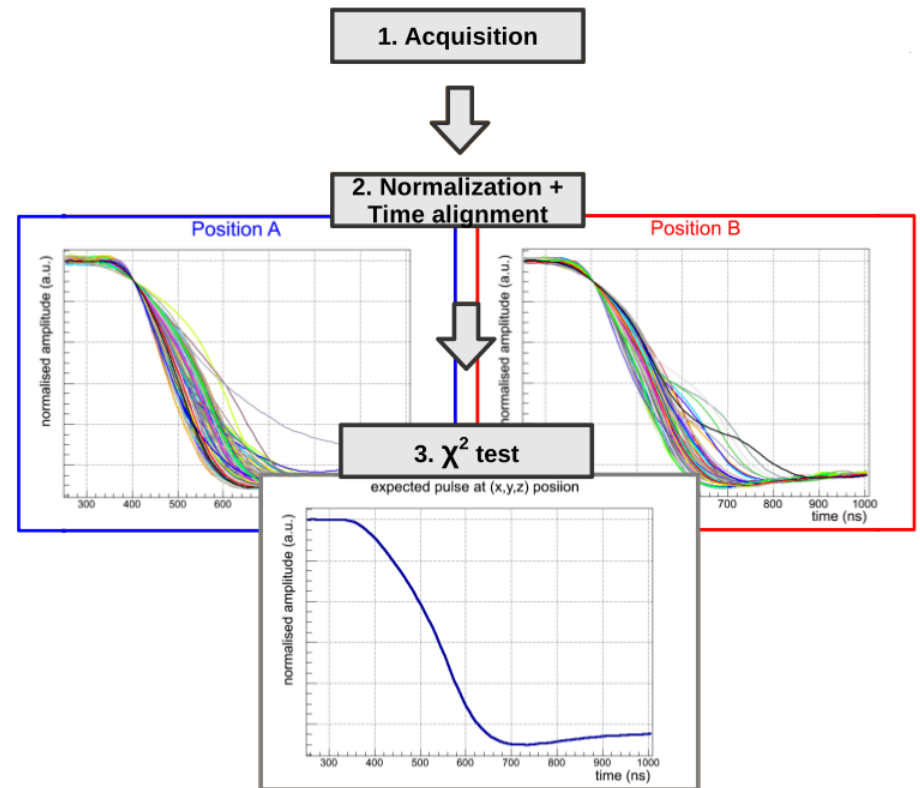 1. Acquisition
2. Normalization +
Time alignment
Position A
Position B
normalised amplitude (a.u.)
300 400 500 600
normalised amplitude (a.u.)
700 800 900 1000
time (ns)
3. χ² test
expected pulse at (x,y,z) posiion
normalised amplitude (a.u.)
300 400 500 600 700 800 900 1000
time (ns)